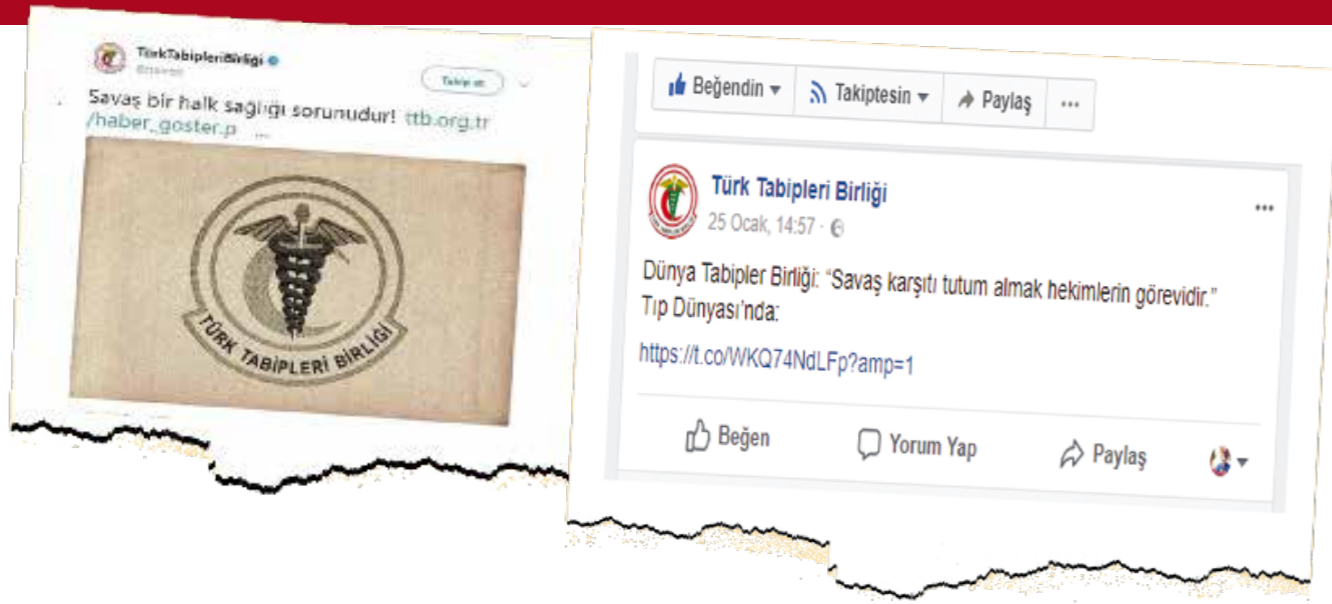 TürkTabipleriBirliği
Takip et
Savaş bir halk sağlığı sorunudur! ttb.org.tr
/haber_goster.p ...
TÜRK TABİPLERİ BİRLİĞİ
Beğendin
Takiptesin
Paylaş
...
Türk Tabipleri Birliği
25 Ocak, 14:57
Dünya Tabipler Birliği: “Savaş karşıtı tutum almak hekimlerin görevidir.”
Tıp Dünyası’nda:
https://t.co/WKQ74NdLFp?amp=1
Beğen
Yorum Yap
Paylaş